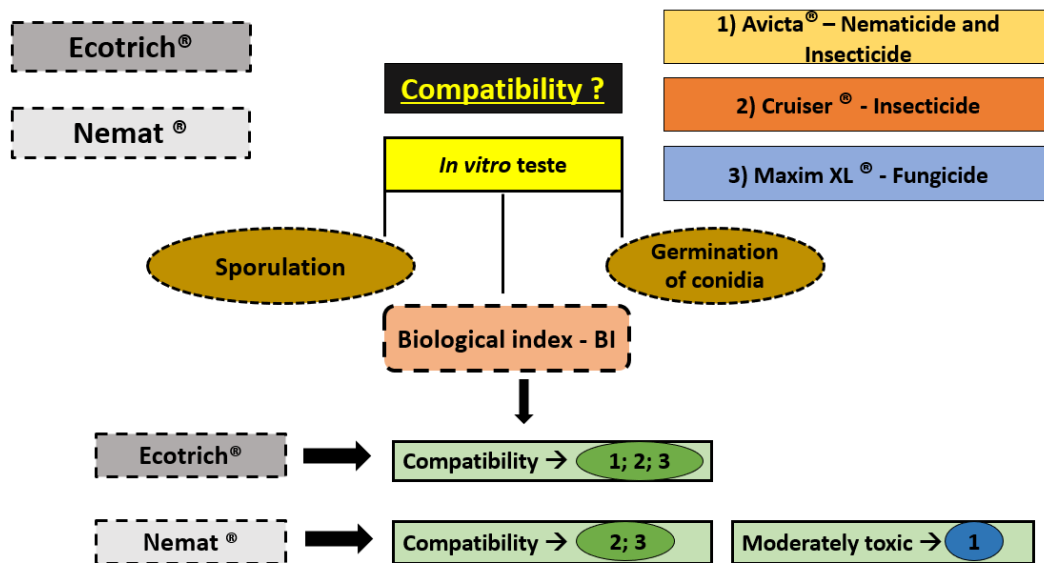 Ecotrich®
Nemat ®
Compatibility ?
1) Avicta® – Nematicide and
Insecticide
2) Cruiser ® - Insecticide
3) Maxim XL ® - Fungicide
In vitro teste
Sporulation
Germination
of conidia
Biological index - BI
Ecotrich®
Compatibility → 1; 2; 3
Nemat ®
Compatibility → 2; 3
Moderately toxic → 1